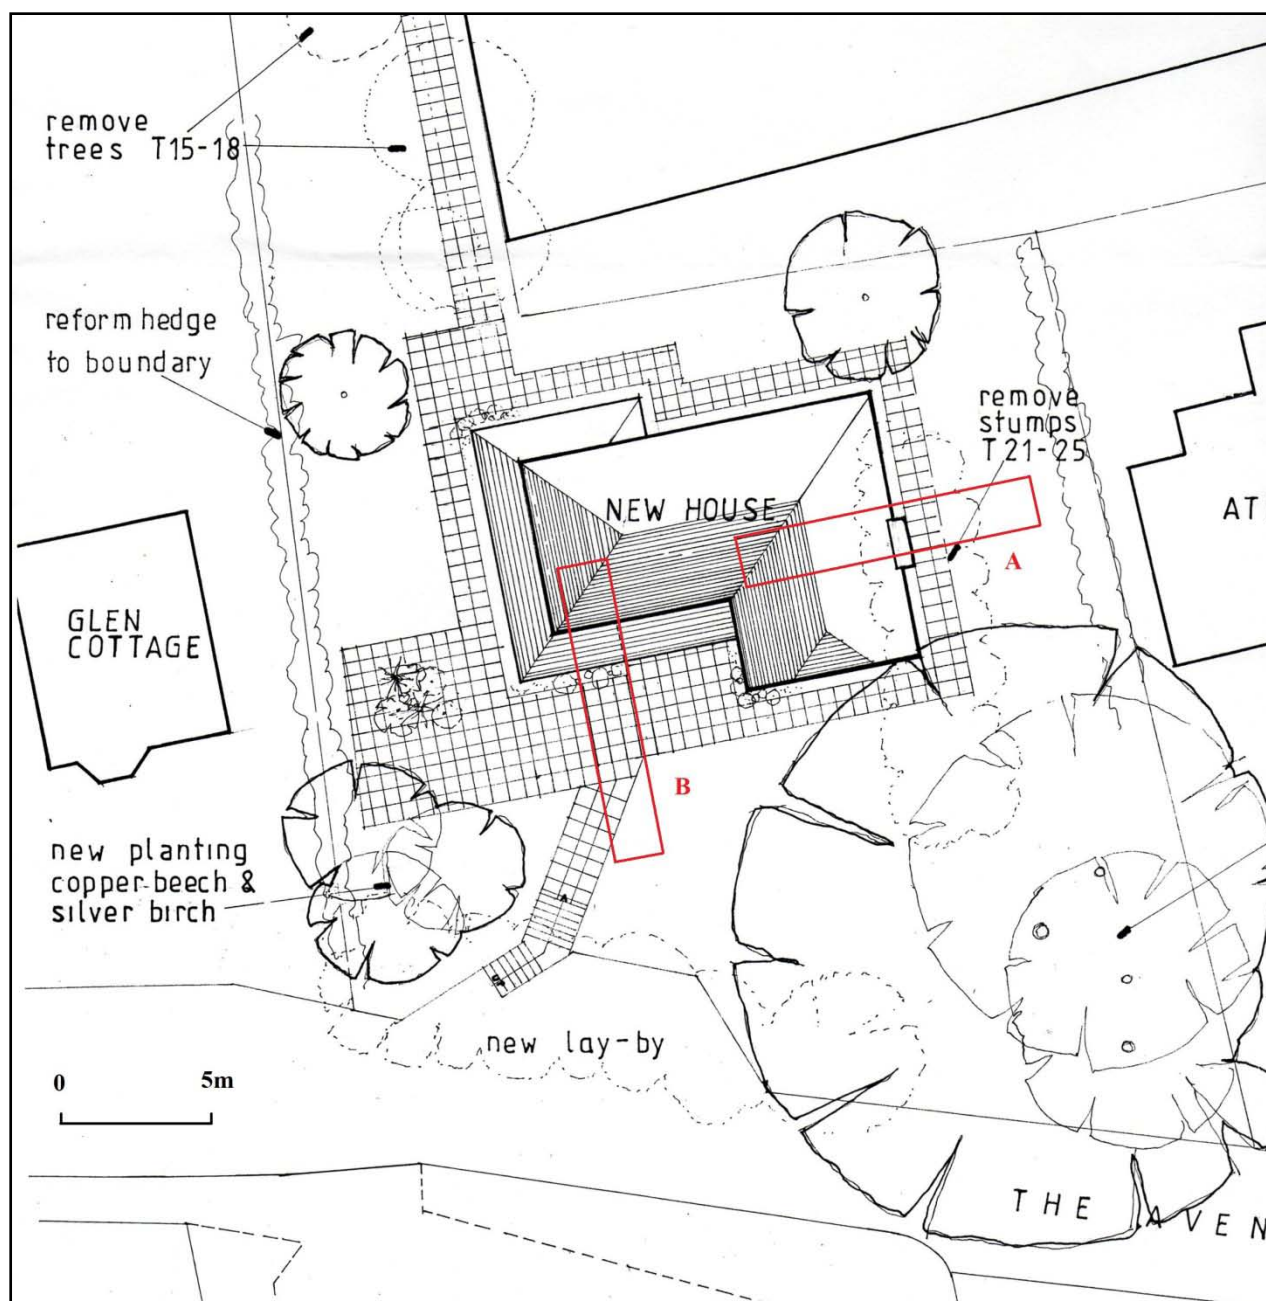 remove
trees T15-18
reform hedge
to boundary
remove
stumps
T21-25
NEW HOUSE
A
AT
GLEN
COTTAGE
B
new planting
copper-beech &
silver birch
new lay-by
0 5m
THE AVEN